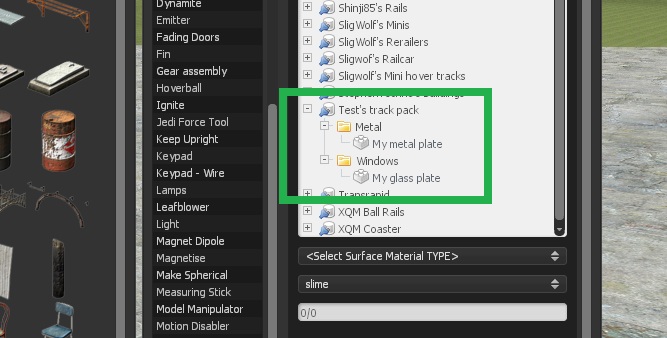 Dynamite
Emitter
Fading Doors
Fin
Gear assembly
Hoverball
Ignite
Jedi Force Tool
Keep Upright
Keypad
Keypad - Wire
Lamps
Leafblower
Light
Magnet Dipole
Magnetise
Make Spherical
Measuring Stick
Model Manipulator
Motion Disabler
Shinji85's Rails
SligWolf's Minis
SligWolf's Rerailers
Sligwof's Railcar
Sligwolf's Mini hover tracks
Test's track pack
Metal
My metal plate
Windows
My glass plate
Transrapid
XQM Ball Rails
XQM Coaster
<Select Surface Material TYPE>
slime
0/0